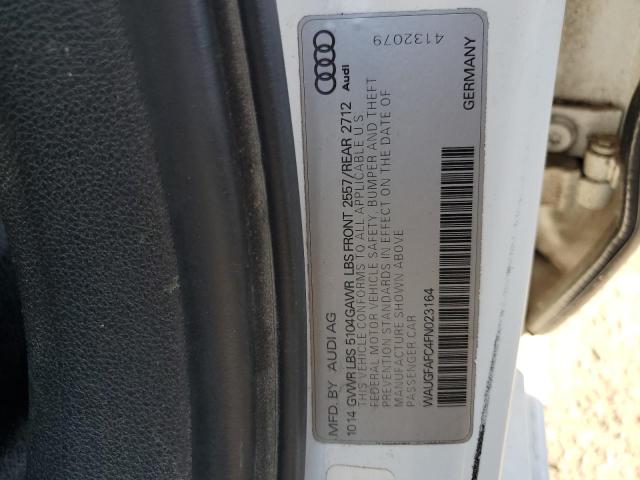 MFD. BY AUDI AG
10 14 GVWR LBS 5104 GAWR LBS FRONT 2557/REAR 2712
THIS VEHICLE CONFORMS TO ALL APPLICABLE U S
FEDERAL MOTOR VEHICLE SAFETY, BUMPER AND THEFT
PREVENTION STANDARDS IN EFFECT ON THE DATE OF
MANUFACTURE SHOWN ABOVE
PASSENGER CAR
WAUGFAFC4FN023164
Audi
4132079
GERMANY